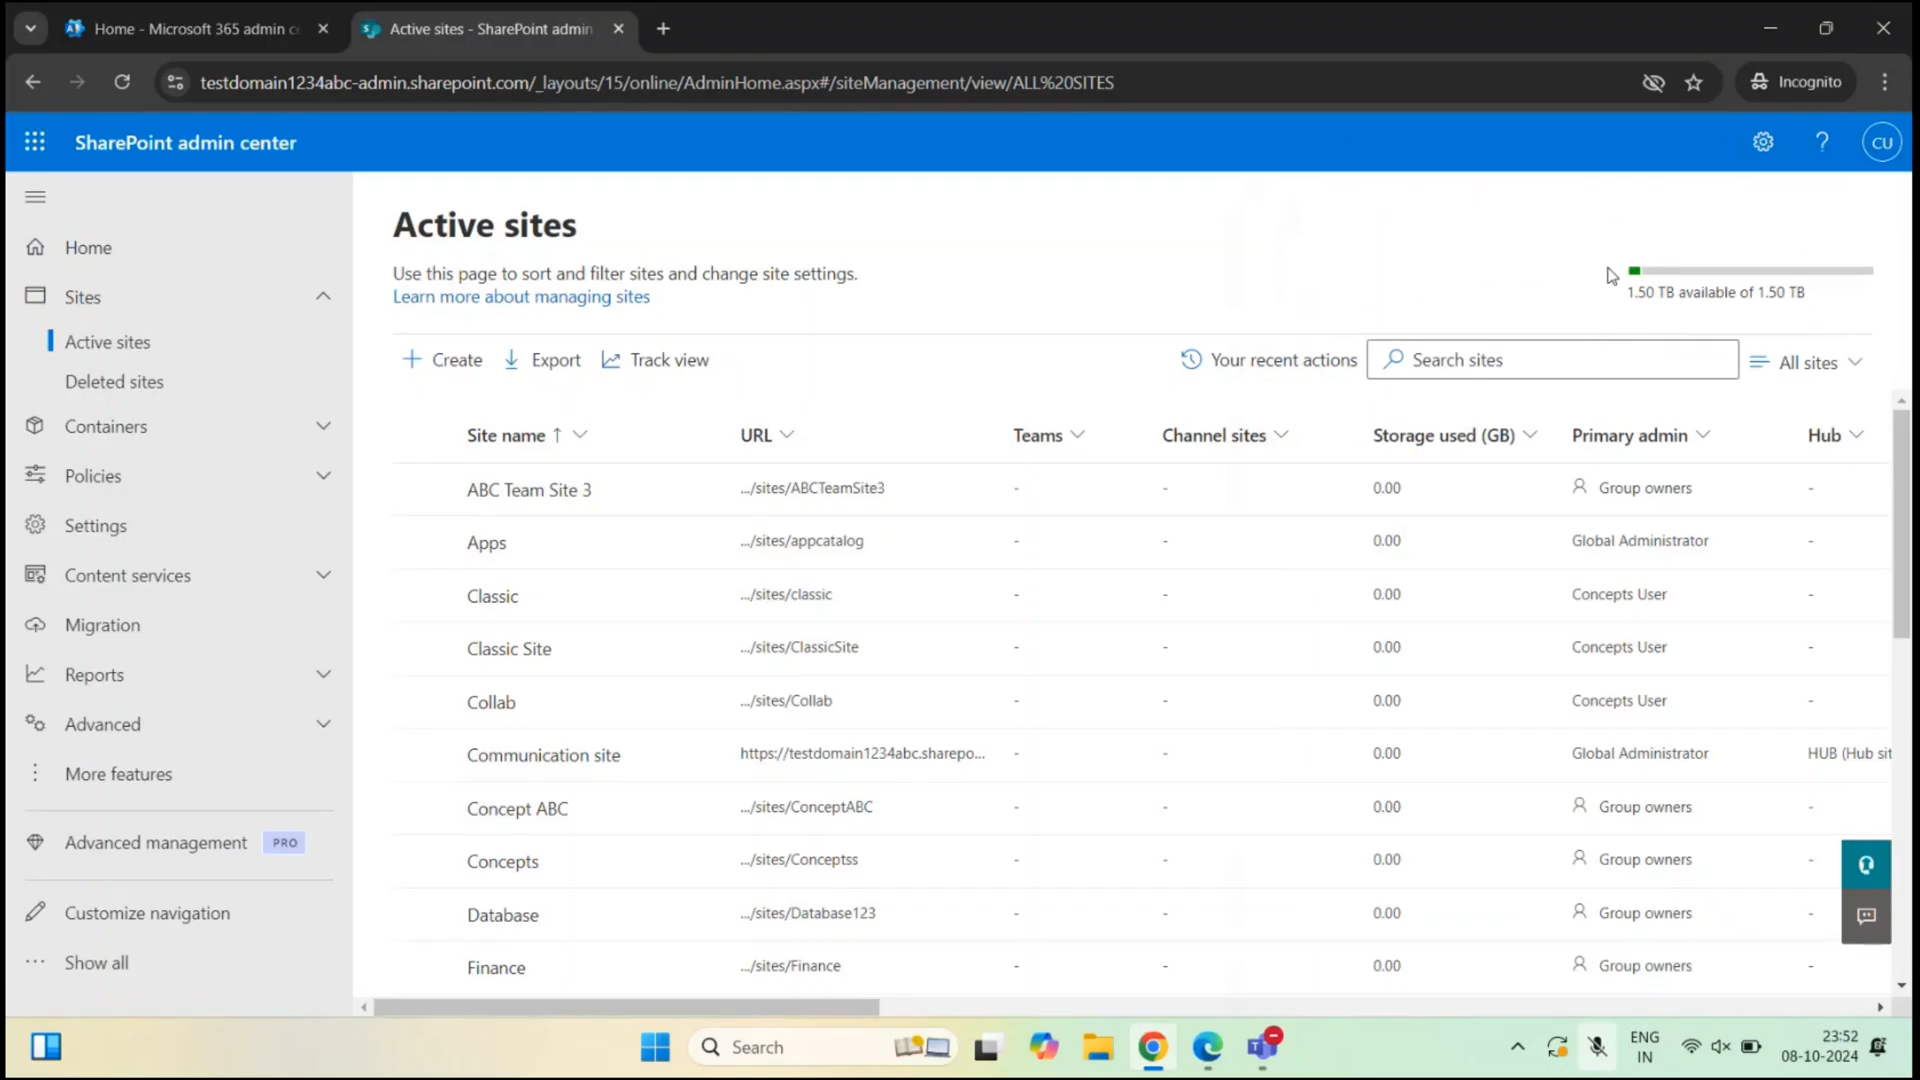 Home - Microsoft 365 admin ce
Active sites - SharePoint admin
testdomain1234abc-admin.sharepoint.com/_layouts/15/online/AdminHome.aspx#/siteManagement/view/ALL%20SITES
Incognito
SharePoint admin center
CU
Home
Sites
Active sites
Deleted sites
Containers
Policies
Settings
Content services
Migration
Reports
Advanced
More features
Advanced management PRO
Customize navigation
Show all
Active sites
Use this page to sort and filter sites and change site settings.
Learn more about managing sites
1.50 TB available of 1.50 TB
Create Export Track view Your recent actions Search sites All sites
Site name ↑ URL Teams Channel sites Storage used (GB) Primary admin Hub
ABC Team Site 3 .../sites/ABCTeamSite3 - - 0.00 Group owners -
Apps .../sites/appcatalog - - 0.00 Global Administrator -
Classic .../sites/classic - - 0.00 Concepts User -
Classic Site .../sites/ClassicSite - - 0.00 Concepts User -
Collab .../sites/Collab - - 0.00 Concepts User -
Communication site https://testdomain1234abc.sharepo... - - 0.00 Global Administrator HUB (Hub sit
Concept ABC .../sites/ConceptABC - - 0.00 Group owners -
Concepts .../sites/Conceptss - - 0.00 Group owners -
Database .../sites/Database123 - - 0.00 Group owners -
Finance .../sites/Finance - - 0.00 Group owners -
Search
ENG
IN
23:52
08-10-2024